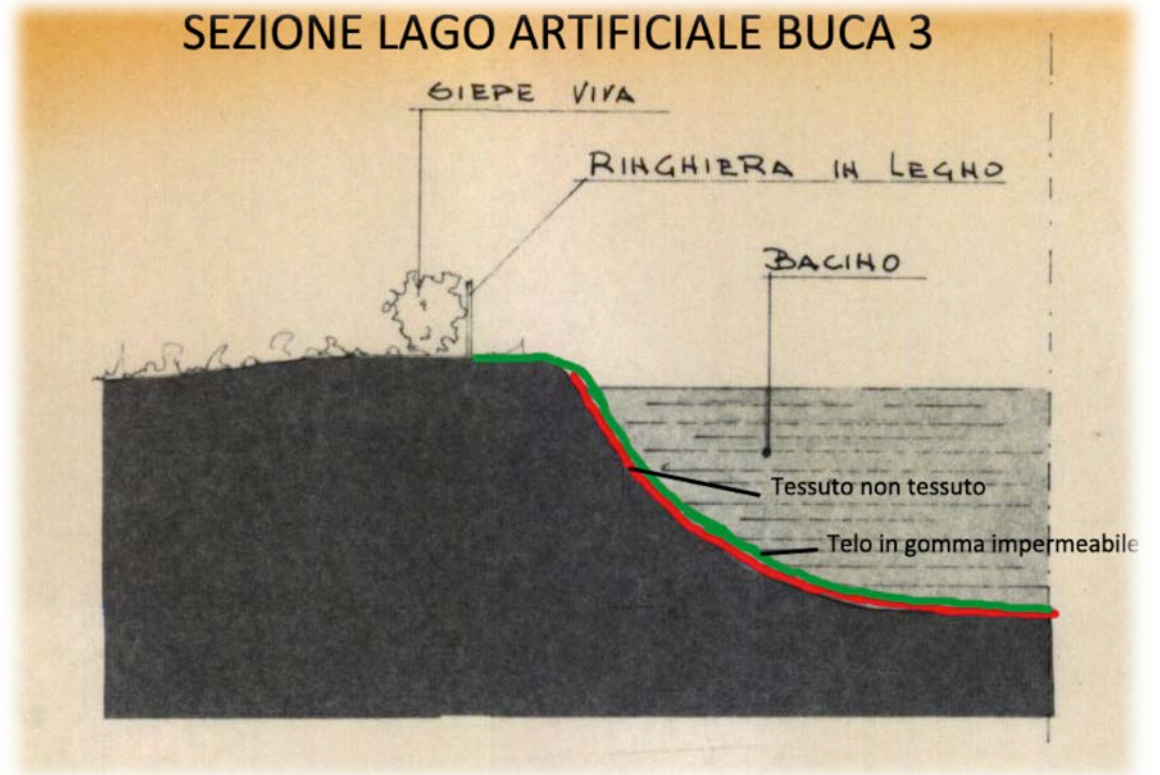 SEZIONE LAGO ARTIFICIALE BUCA 3
SIEPE VIVA
RINGHIERA IN LEGNO
BACINO
Tessuto non tessuto
Telo in gomma impermeabile